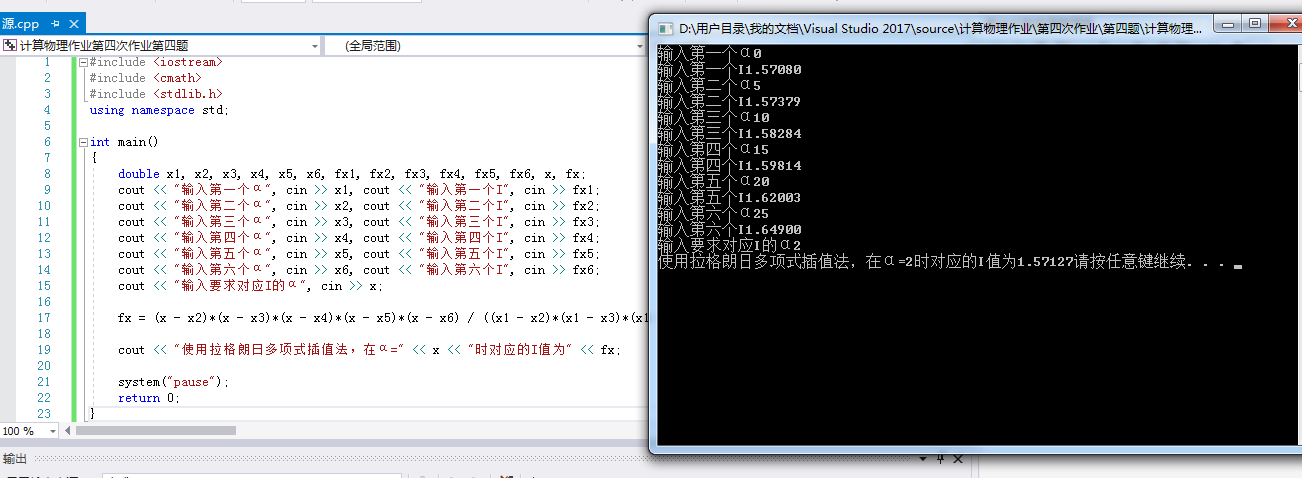 源.cpp
计算物理作业第四次作业第四题
(全局范围)
1 #include <iostream>
2 #include <cmath>
3 #include <stdlib.h>
4 using namespace std;
5
6 int main()
7 {
8 double x1, x2, x3, x4, x5, x6, fx1, fx2, fx3, fx4, fx5, fx6, x, fx;
9 cout << "输入第一个α", cin >> x1, cout << "输入第一个I", cin >> fx1;
10 cout << "输入第二个α", cin >> x2, cout << "输入第二个I", cin >> fx2;
11 cout << "输入第三个α", cin >> x3, cout << "输入第三个I", cin >> fx3;
12 cout << "输入第四个α", cin >> x4, cout << "输入第四个I", cin >> fx4;
13 cout << "输入第五个α", cin >> x5, cout << "输入第五个I", cin >> fx5;
14 cout << "输入第六个α", cin >> x6, cout << "输入第六个I", cin >> fx6;
15 cout << "输入要求对应I的α", cin >> x;
16
17 fx = (x - x2)*(x - x3)*(x - x4)*(x - x5)*(x - x6) / ((x1 - x2)*(x1 - x3)*(x1
18
19 cout << "使用拉格朗日多项式插值法，在α=" << x << "时对应的I值为" << fx;
20
21 system("pause");
22 return 0;
23 }
100 %
输出
D:\用户目录\我的文档\Visual Studio 2017\source\计算物理作业\第四次作业\第四题\计算物理...
输入第一个α0
输入第一个I1.57080
输入第二个α5
输入第二个I1.57379
输入第三个α10
输入第三个I1.58284
输入第四个α15
输入第四个I1.59814
输入第五个α20
输入第五个I1.62003
输入第六个α25
输入第六个I1.64900
输入要求对应I的α2
使用拉格朗日多项式插值法，在α=2时对应的I值为1.57127请按任意键继续. . .